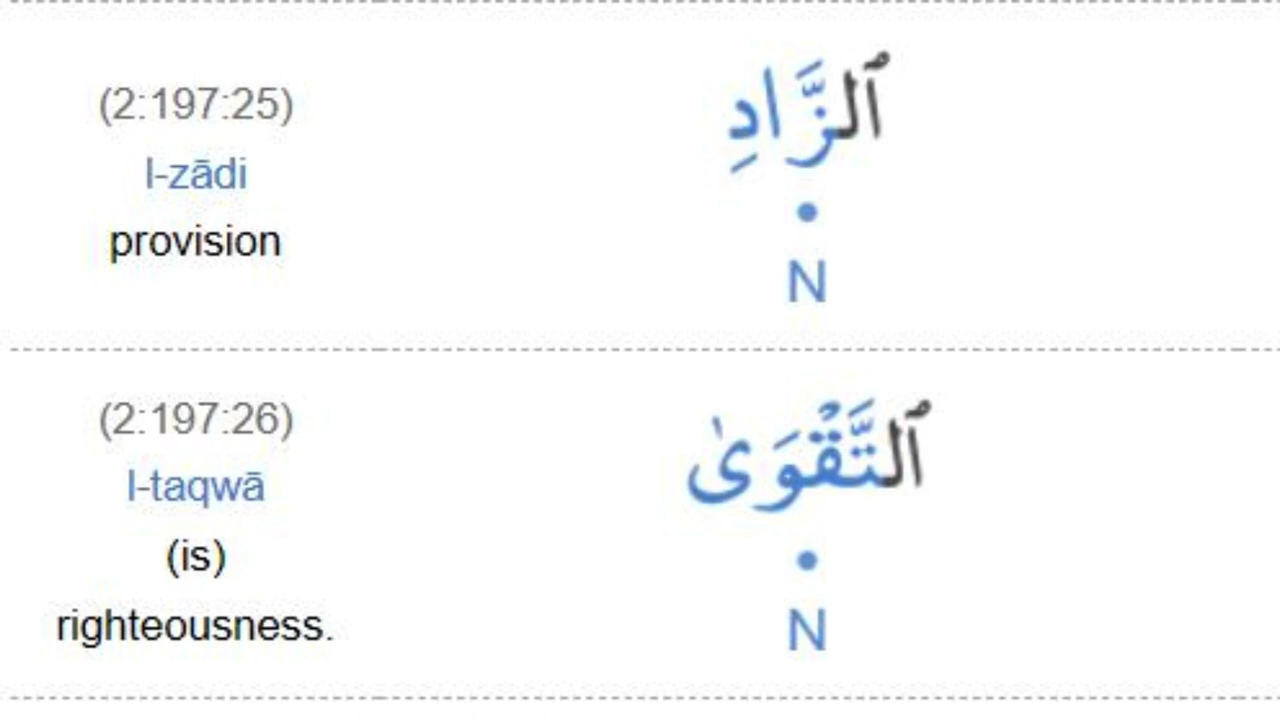 (2:197:25)
l-zādi
provision
ٱلزَّادِ
N
(2:197:26)
l-taqwā
(is)
righteousness.
ٱلتَّقْوَىٰ
N